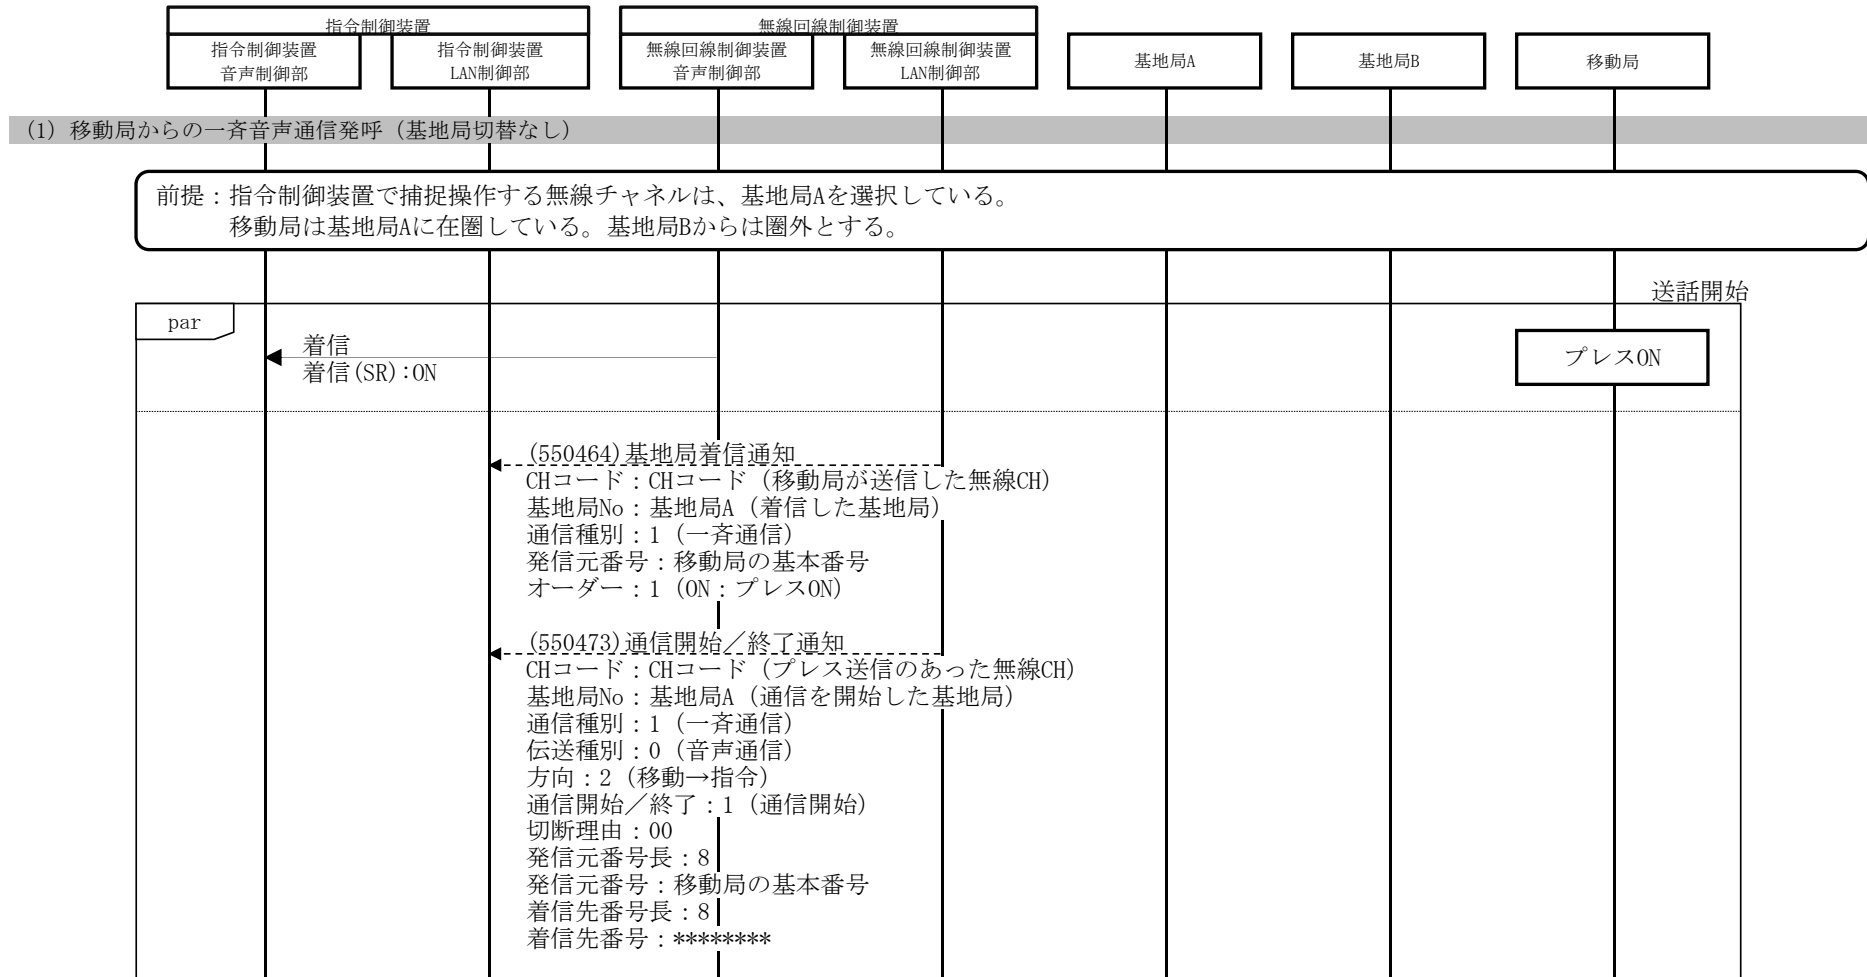 指令制御装置
無線回線制御装置
指令制御装置
音声制御部
指令制御装置
LAN制御部
無線回線制御装置
音声制御部
無線回線制御装置
LAN制御部
基地局A
基地局B
移動局
(1) 移動局からの一斉音声通信発呼（基地局切替なし）
前提：指令制御装置で捕捉操作する無線チャネルは、基地局Aを選択している。
移動局は基地局Aに在圏している。基地局Bからは圏外とする。
送話開始
par
着信
着信(SR):ON
プレスON
(550464)基地局着信通知
CHコード：CHコード（移動局が送信した無線CH）
基地局No：基地局A（着信した基地局）
通信種別：1（一斉通信）
発信元番号：移動局の基本番号
オーダー：1（ON：プレスON）
(550473)通信開始／終了通知
CHコード：CHコード（プレス送信のあった無線CH）
基地局No：基地局A（通信を開始した基地局）
通信種別：1（一斉通信）
伝送種別：0（音声通信）
方向：2（移動→指令）
通信開始／終了：1（通信開始）
切断理由：00
発信元番号長：8
発信元番号：移動局の基本番号
着信先番号長：8
着信先番号：********